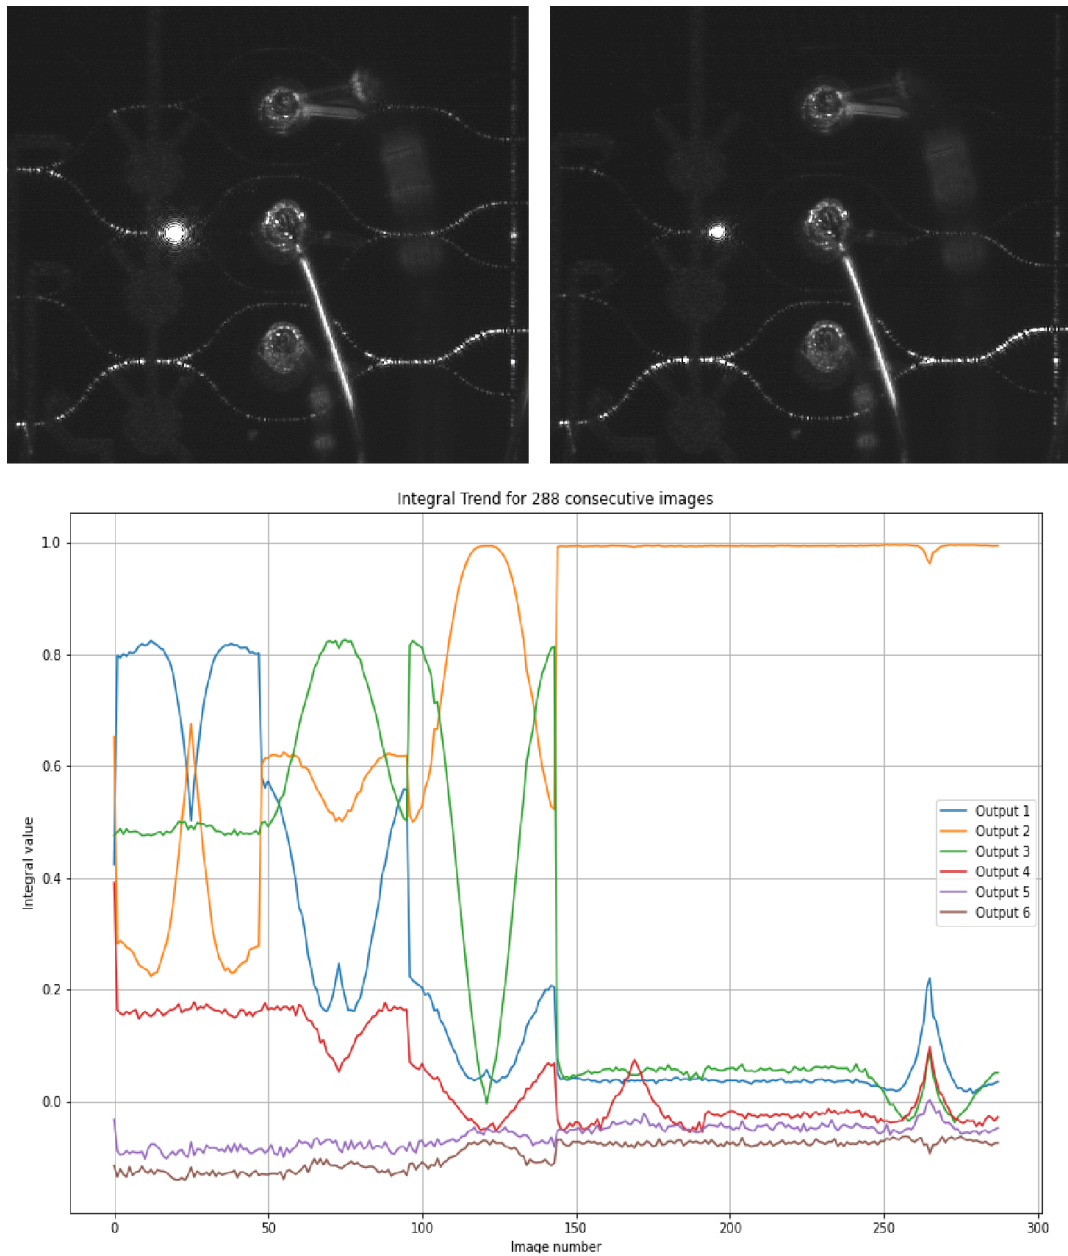 Integral Trend for 288 consecutive images
1.0
0.8
0.6
0.4
0.2
0.0
Integral value
Output 1
Output 2
Output 3
Output 4
Output 5
Output 6
0 50 100 150 200 250 300
Image number